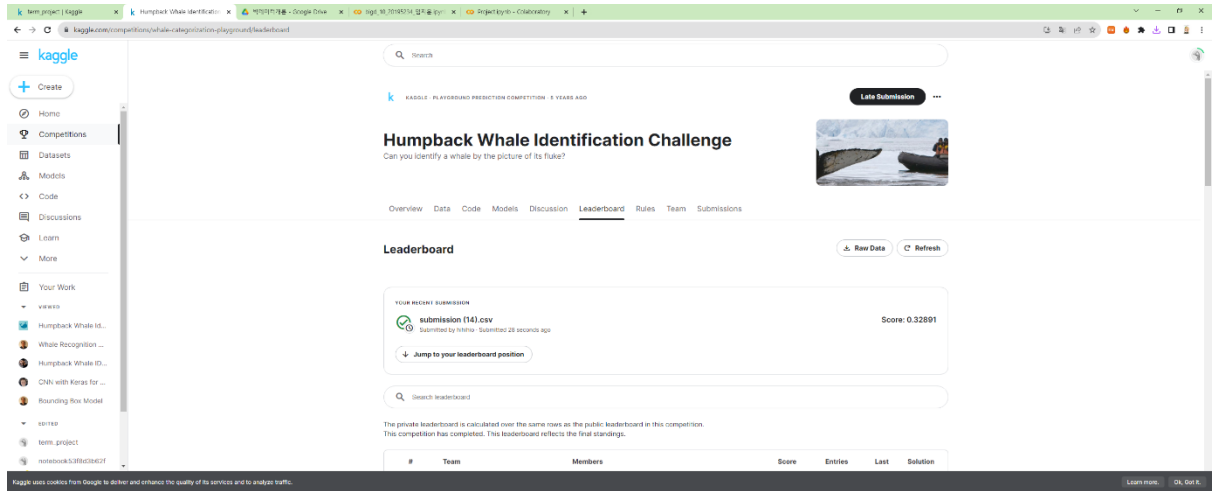 term_project | Kaggle
Humpback Whale Identification
Google Drive
Project.ipynb - Colaboratory
kaggle.com/competitions/whale-categorization-playground/leaderboard
kaggle
Search
Create
KAGGLE · PLAYGROUND PREDICTION COMPETITION · 5 YEARS AGO
Late Submission
Home
Competitions
Humpback Whale Identification Challenge
Can you identify a whale by the picture of its fluke?
Datasets
Models
Code
Discussions
Learn
More
Overview Data Code Models Discussion Leaderboard Rules Team Submissions
Leaderboard
Raw Data
Refresh
Your Work
VIEWED
Humpback Whale Id...
Whale Recognition ...
Humpback Whale ID...
CNN with Keras for ...
Bounding Box Model
EDITED
term_project
YOUR RECENT SUBMISSION
submission (14).csv
Score: 0.32891
Submitted by hihihio · Submitted 28 seconds ago
Jump to your leaderboard position
Search leaderboard
The private leaderboard is calculated over the same rows as the public leaderboard in this competition.
This competition has completed. This leaderboard reflects the final standings.
# Team Members Score Entries Last Solution
Kaggle uses cookies from Google to deliver and enhance the quality of its services and to analyze traffic.
Learn more.
Ok, Got it.